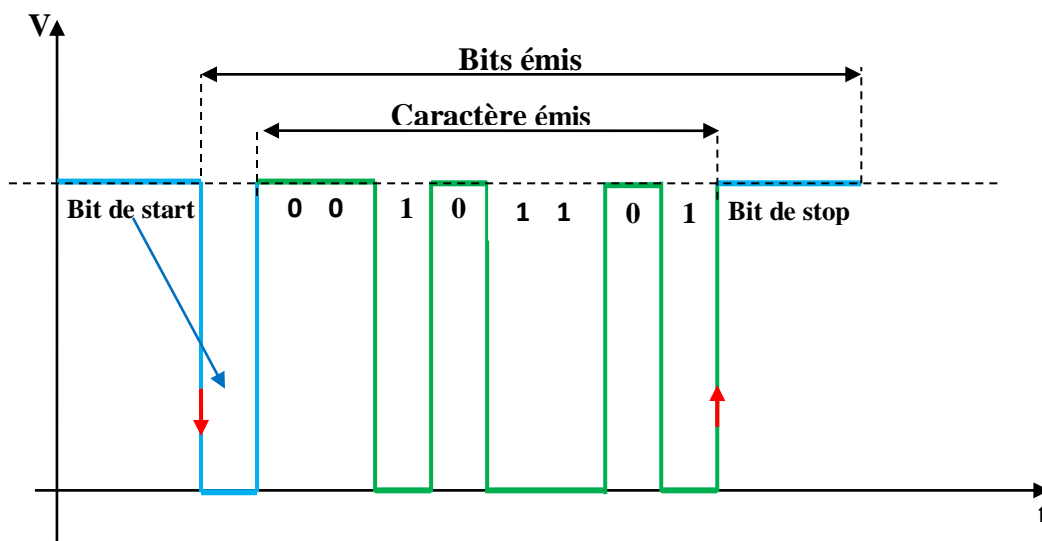 V
Bits émis
Caractère émis
Bit de start 0 0 1 0 1 1 0 1 Bit de stop